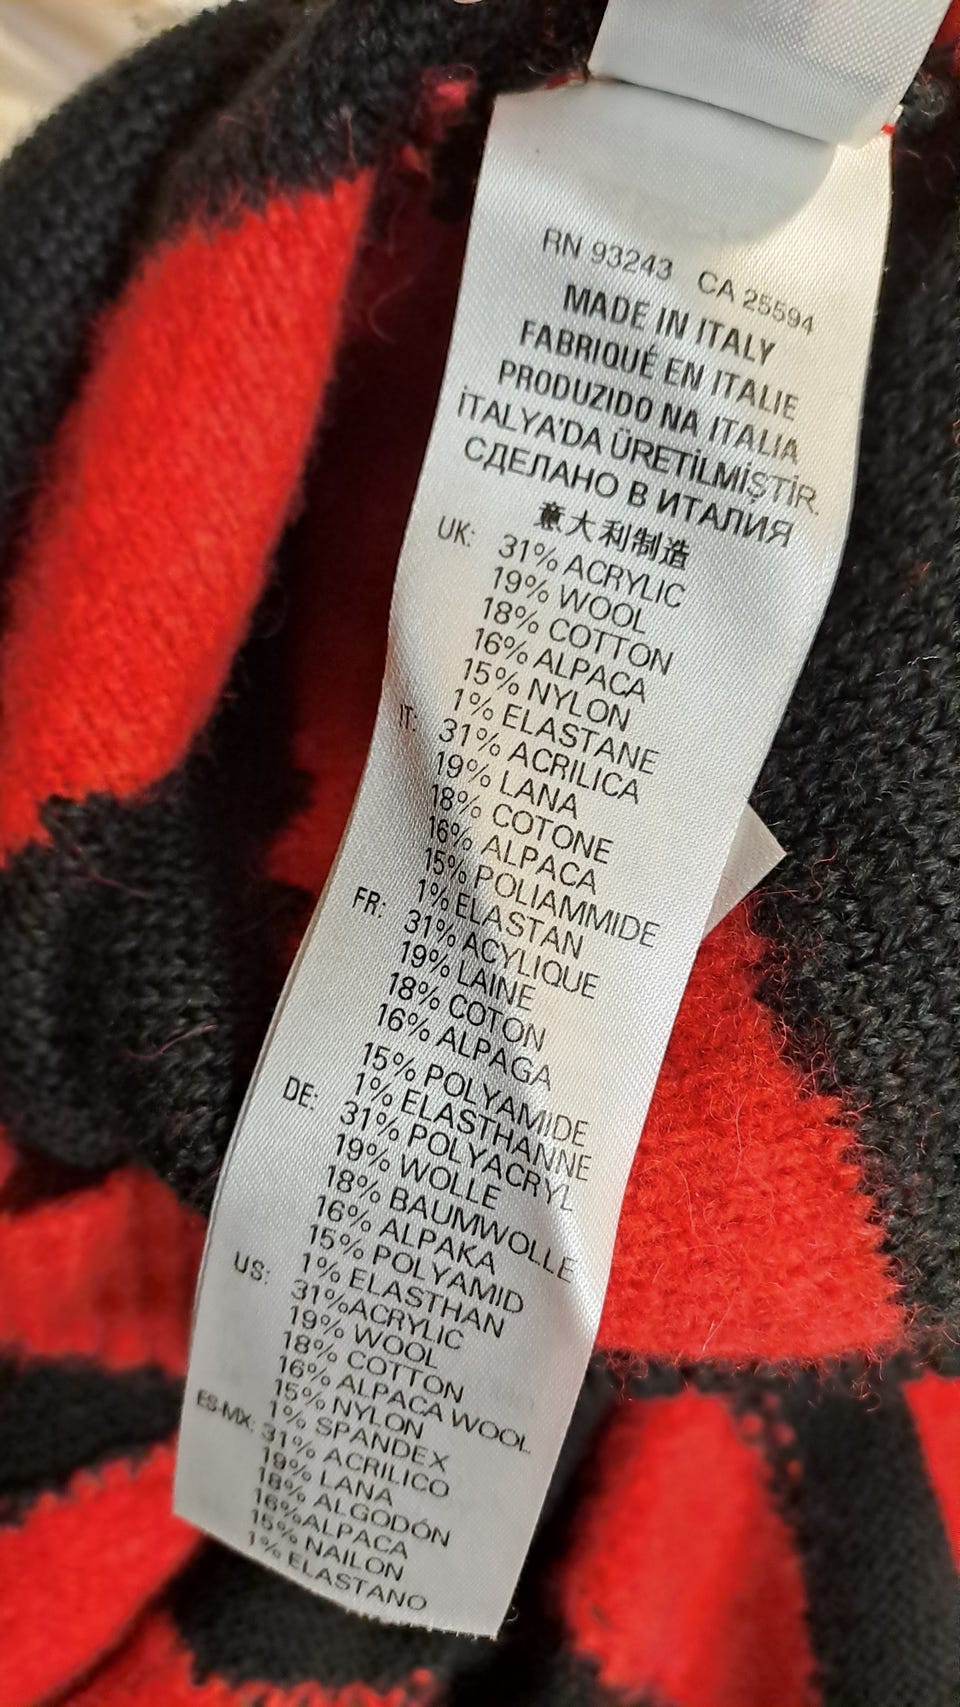 RN 93243 CA 25594
MADE IN ITALY
FABRIQUÉ EN ITALIE
PRODUZIDO NA ITALIA
İTALYA'DA ÜRETİLMİŞTİR.
СДЕЛАНО В ИТАЛИЯ
意大利制造
UK: 31% ACRYLIC
19% WOOL
18% COTTON
16% ALPACA
15% NYLON
1% ELASTANE
IT: 31% ACRILICA
19% LANA
18% COTONE
16% ALPACA
15% POLIAMMIDE
1% ELASTAN
FR: 31% ACYLIQUE
19% LAINE
18% COTON
16% ALPAGA
15% POLYAMIDE
1% ELASTHANNE
DE: 31% POLYACRYL
19% WOLLE
18% BAUMWOLLE
16% ALPAKA
15% POLYAMID
1% ELASTHAN
US: 31%ACRYLIC
19% WOOL
18% COTTON
16% ALPACA WOOL
15% NYLON
1% SPANDEX
ES-MX: 31% ACRILICO
19% LANA
18% ALGODÓN
16%ALPACA
15% NAILON
1% ELASTANO